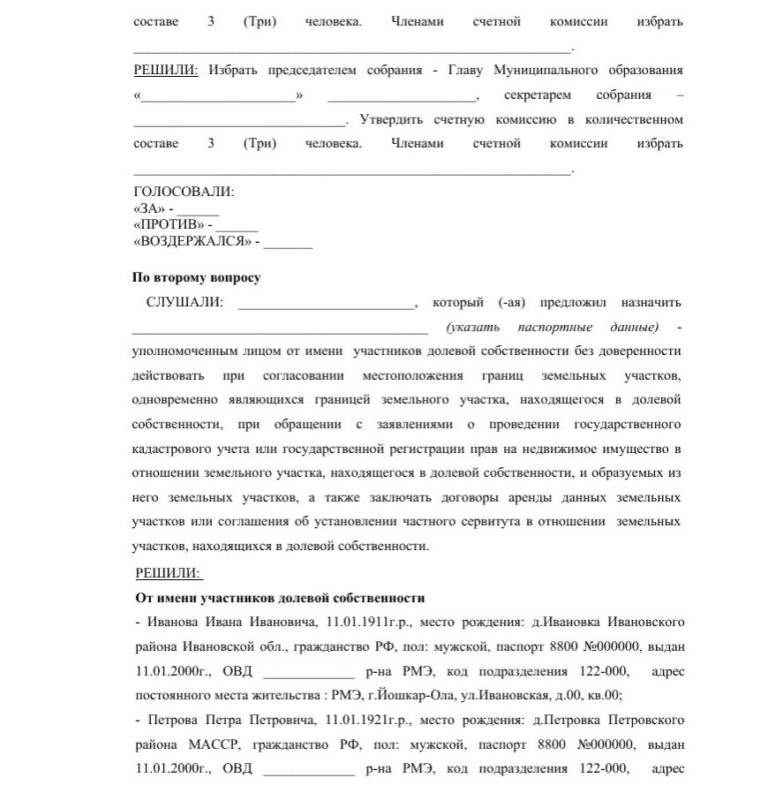 составе 3 (Три) человека. Членами счетной комиссии избрать
_______________________________________________________________.
РЕШИЛИ: Избрать председателем собрания - Главу Муниципального образования
«______________________» _____________________, секретарем собрания –
______________________________. Утвердить счетную комиссию в количественном
составе 3 (Три) человека. Членами счетной комиссии избрать
_______________________________________________________________.
ГОЛОСОВАЛИ:
«ЗА» - ______
«ПРОТИВ» - ______
«ВОЗДЕРЖАЛСЯ» - _______
По второму вопросу
СЛУШАЛИ: _________________________, который (-ая) предложил назначить
__________________________________________ (указать паспортные данные) -
уполномоченным лицом от имени участников долевой собственности без доверенности
действовать при согласовании местоположения границ земельных участков,
одновременно являющихся границей земельного участка, находящегося в долевой
собственности, при обращении с заявлениями о проведении государственного
кадастрового учета или государственной регистрации прав на недвижимое имущество в
отношении земельного участка, находящегося в долевой собственности, и образуемых из
него земельных участков, а также заключать договоры аренды данных земельных
участков или соглашения об установлении частного сервитута в отношении земельных
участков, находящихся в долевой собственности.
РЕШИЛИ:
От имени участников долевой собственности
- Иванова Ивана Ивановича, 11.01.1911г.р., место рождения: д.Ивановка Ивановского
района Ивановской обл., гражданство РФ, пол: мужской, паспорт 8800 №000000, выдан
11.01.2000г., ОВД _____________ р-на РМЭ, код подразделения 122-000, адрес
постоянного места жительства : РМЭ, г.Йошкар-Ола, ул.Ивановская, д.00, кв.00;
- Петрова Петра Петровича, 11.01.1921г.р., место рождения: д.Петровка Петровского
района МАССР, гражданство РФ, пол: мужской, паспорт 8800 №000000, выдан
11.01.2000г., ОВД _____________ р-на РМЭ, код подразделения 122-000, адрес